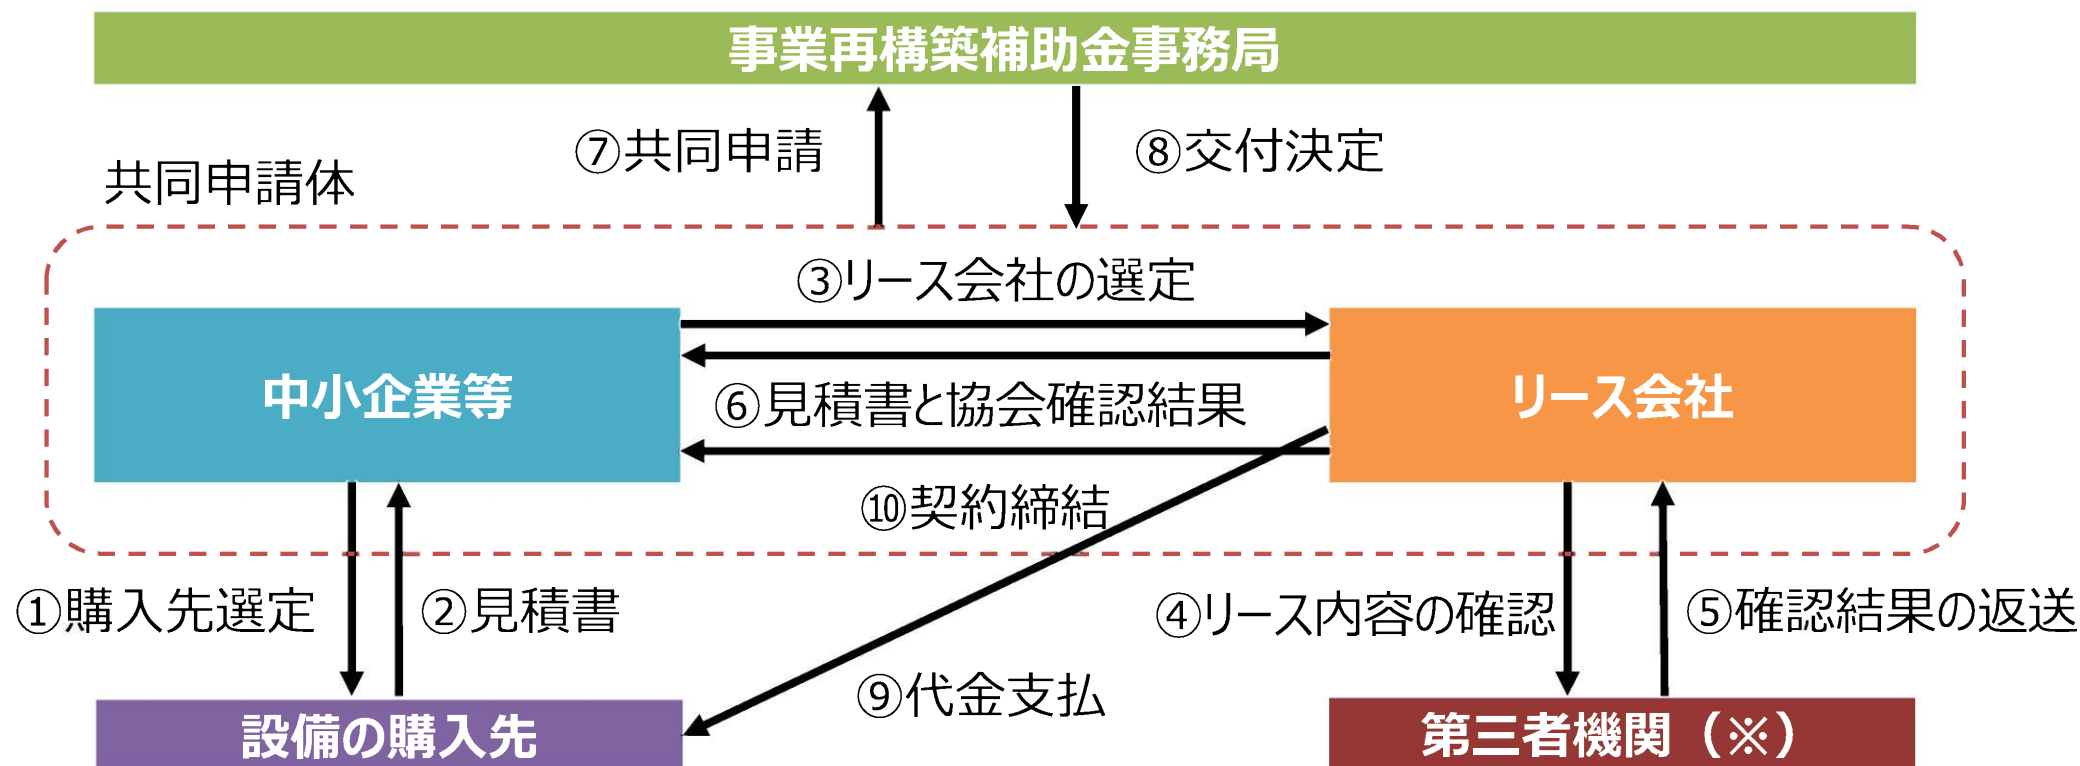 事業再構築補助金事務局
⑦共同申請
⑧交付決定
共同申請体
③リース会社の選定
中小企業等
リース会社
⑥見積書と協会確認結果
⑩契約締結
①購入先選定
②見積書
④リース内容の確認
⑤確認結果の返送
⑨代金支払
設備の購入先
第三者機関（※）